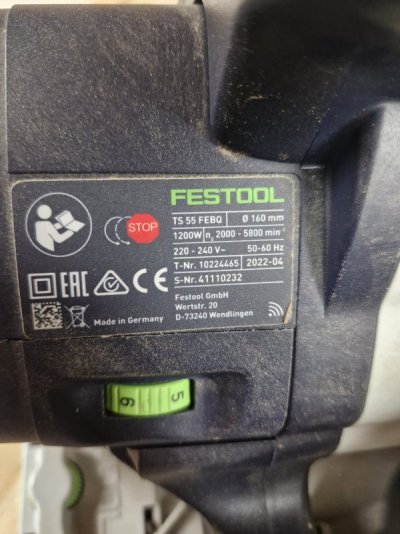 FESTOOL
STOP
TS 55 FEBQ Ø 160 mm
1200W n₀ 2000 - 5800 min⁻¹
220 - 240 V~ 50-60 Hz
T-Nr. 10224465 2022-04
S-Nr. 41110232
EAC CE
Festool GmbH
Wertstr. 20
D-73240 Wendlingen
Made in Germany
6 5